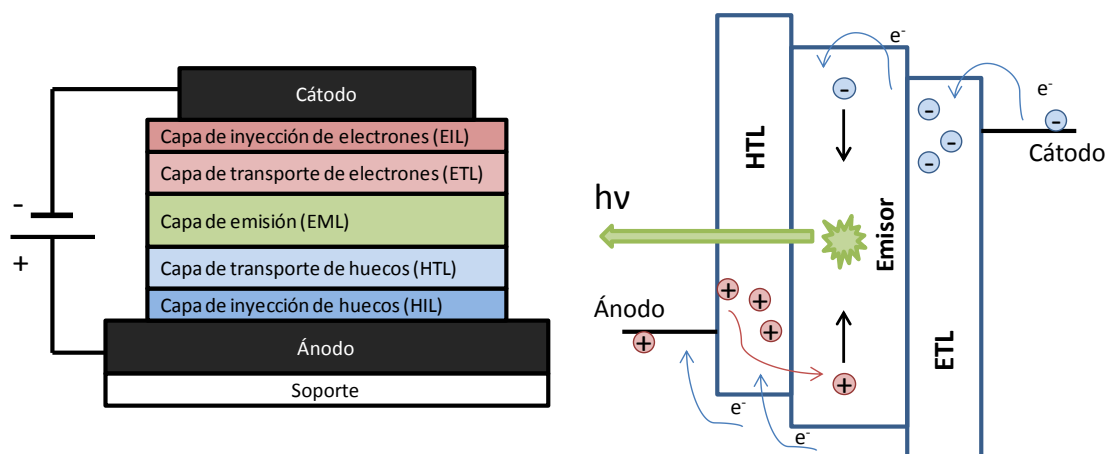 Cátodo
Capa de inyección de electrones (EIL)
Capa de transporte de electrones (ETL)
Capa de emisión (EML)
Capa de transporte de huecos (HTL)
Capa de inyección de huecos (HIL)
Ánodo
Soporte
-
+
e-
e-
HTL
-
-
-
-
-
Cátodo
hν
Emisor
+
+
+
Ánodo
+
+
ETL
e-
e-